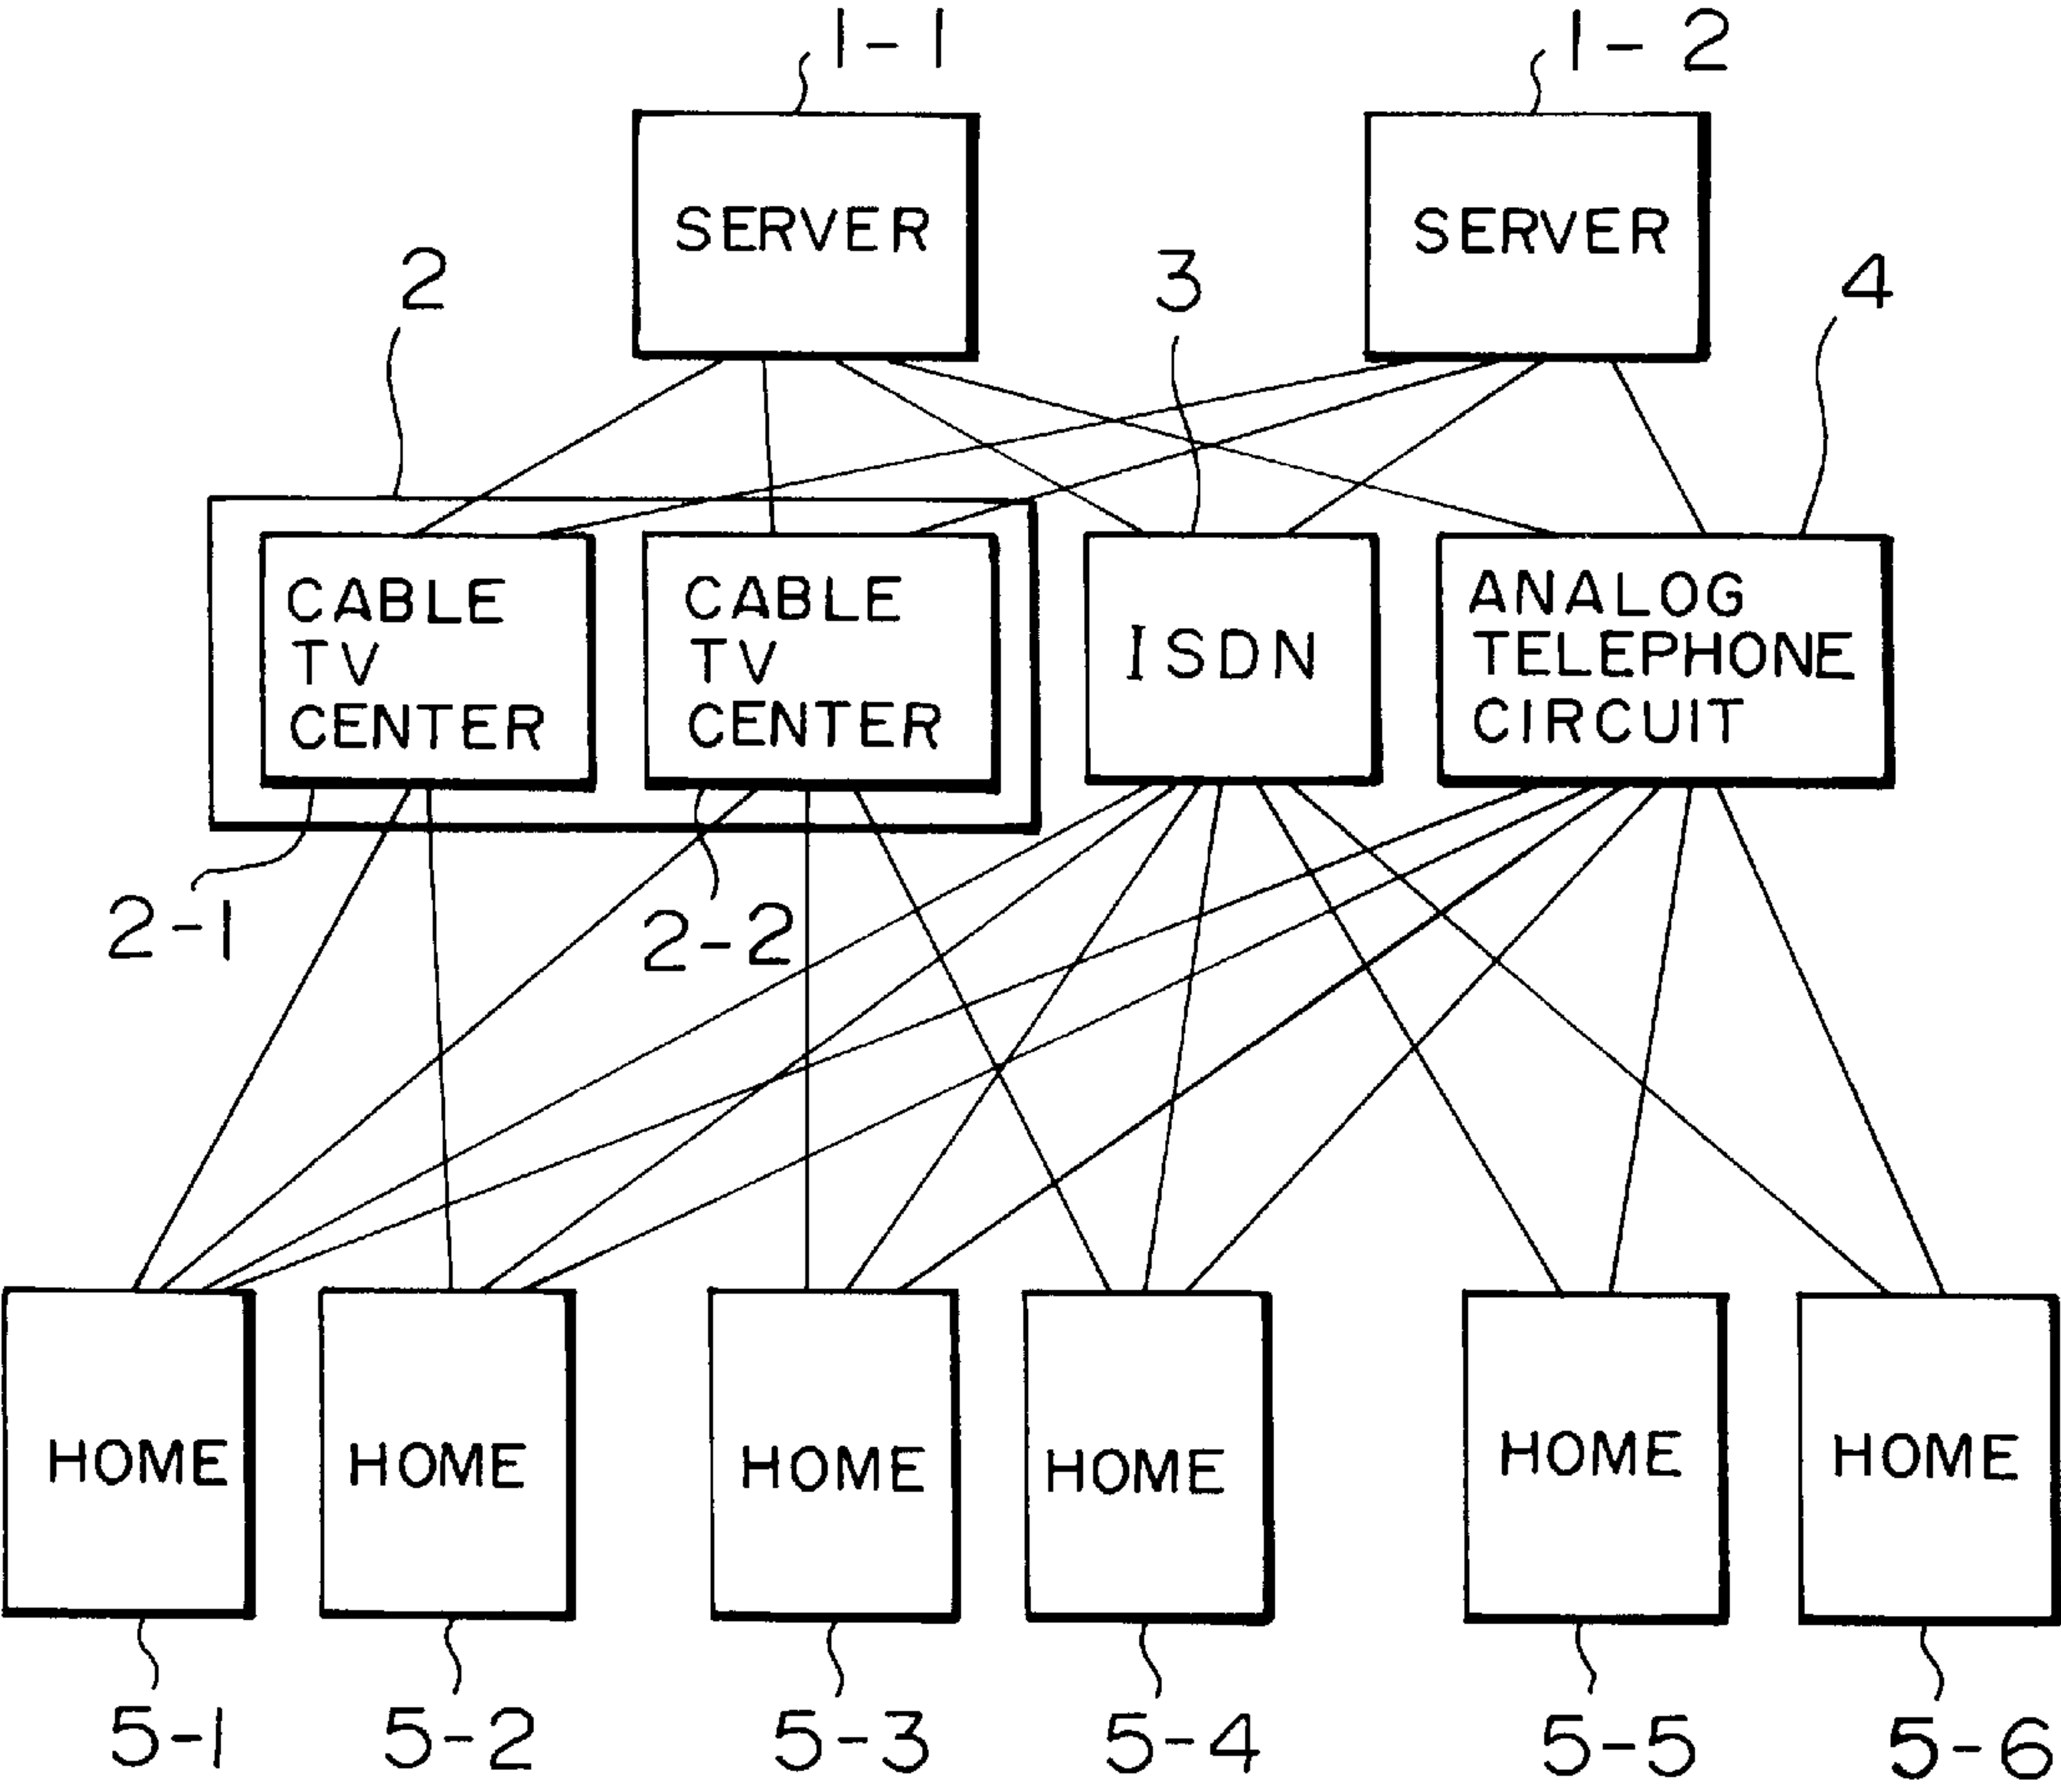 1-1
1-2
SERVER
SERVER
2
3
4
CABLE
TV
CENTER
CABLE
TV
CENTER
ISDN
ANALOG
TELEPHONE
CIRCUIT
2-1
2-2
HOME
HOME
HOME
HOME
HOME
HOME
5-1
5-2
5-3
5-4
5-5
5-6